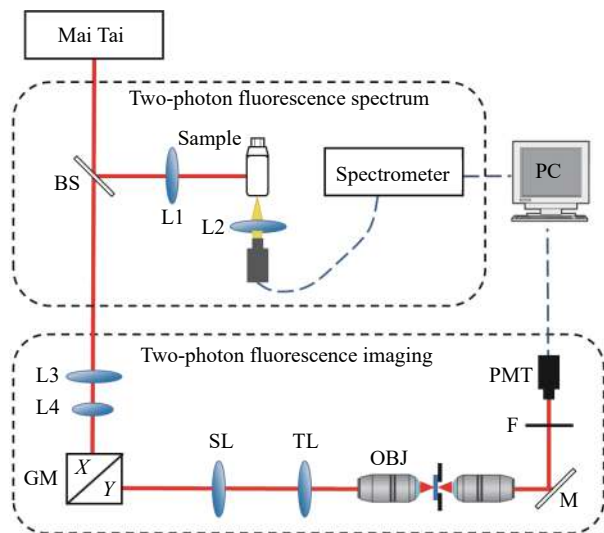 Mai Tai
Two-photon fluorescence spectrum
Sample
BS
L1
L2
Spectrometer
PC
Two-photon fluorescence imaging
L3
L4
GM
X
Y
SL
TL
OBJ
PMT
F
M